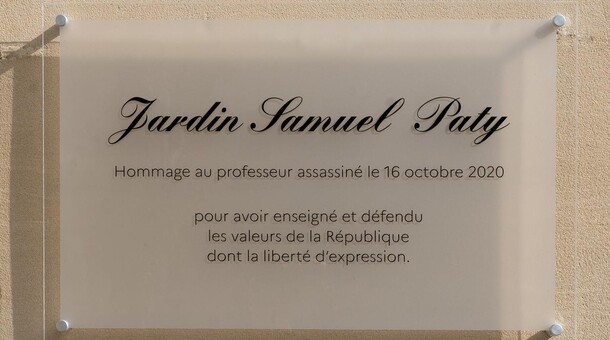 Jardin Samuel Paty
Hommage au professeur assassiné le 16 octobre 2020
pour avoir enseigné et défendu
les valeurs de la République
dont la liberté d'expression.